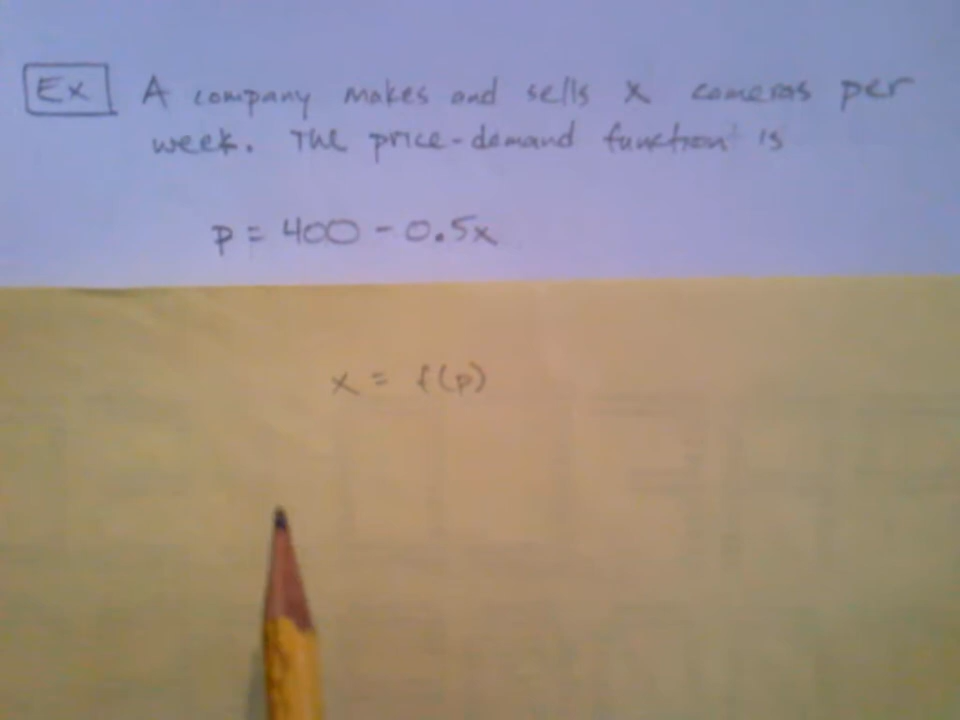 Ex A company makes and sells x cameras per
week. The price-demand function is
p = 400 - 0.5x
x = f(p)